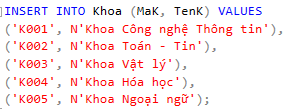 INSERT INTO Khoa (MaK, TenK) VALUES
('K001', N'Khoa Công nghệ Thông tin'),
('K002', N'Khoa Toán - Tin'),
('K003', N'Khoa Vật lý'),
('K004', N'Khoa Hóa học'),
('K005', N'Khoa Ngoại ngữ');